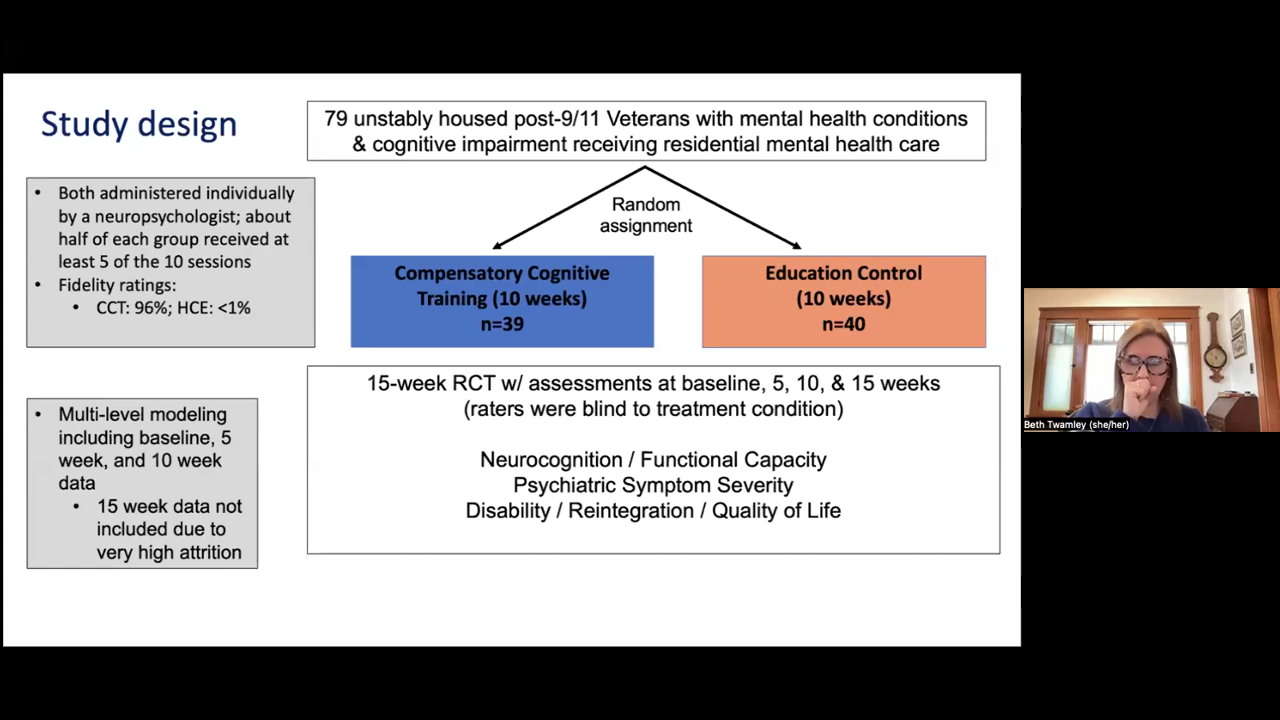 Study design
79 unstably housed post-9/11 Veterans with mental health conditions
& cognitive impairment receiving residential mental health care
• Both administered individually
by a neuropsychologist; about
half of each group received at
least 5 of the 10 sessions
• Fidelity ratings:
• CCT: 96%; HCE: <1%
Random
assignment
Compensatory Cognitive
Training (10 weeks)
n=39
Education Control
(10 weeks)
n=40
15-week RCT w/ assessments at baseline, 5, 10, & 15 weeks
(raters were blind to treatment condition)
Neurocognition / Functional Capacity
Psychiatric Symptom Severity
Disability / Reintegration / Quality of Life
• Multi-level modeling
including baseline, 5
week, and 10 week
data
• 15 week data not
included due to
very high attrition
Beth Twamley (she/her)